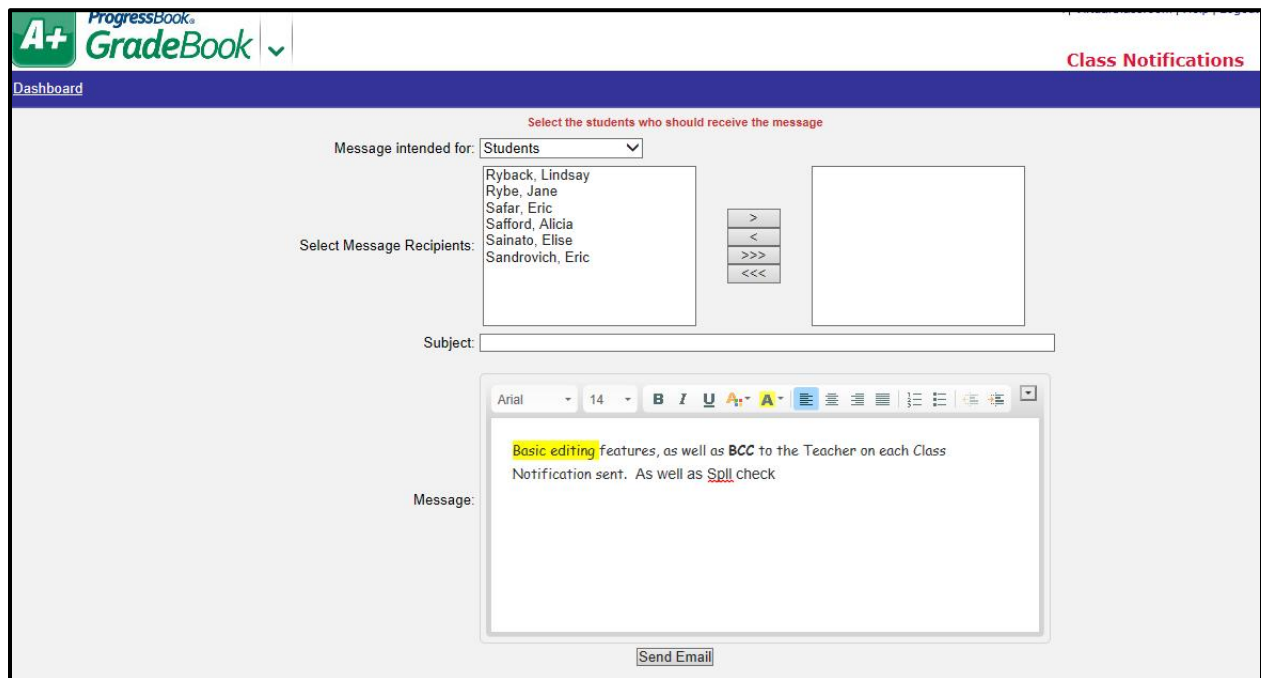 ProgressBook®
A+ GradeBook
Class Notifications
Dashboard
Select the students who should receive the message
Message intended for: Students
Ryback, Lindsay
Rybe, Jane
Safar, Eric
Safford, Alicia
Select Message Recipients: Sainato, Elise
Sandrovich, Eric
>
<
>>>
<<<
Subject:
Arial 14 B I U A A
Basic editing features, as well as BCC to the Teacher on each Class
Notification sent. As well as Spll check
Message:
Send Email